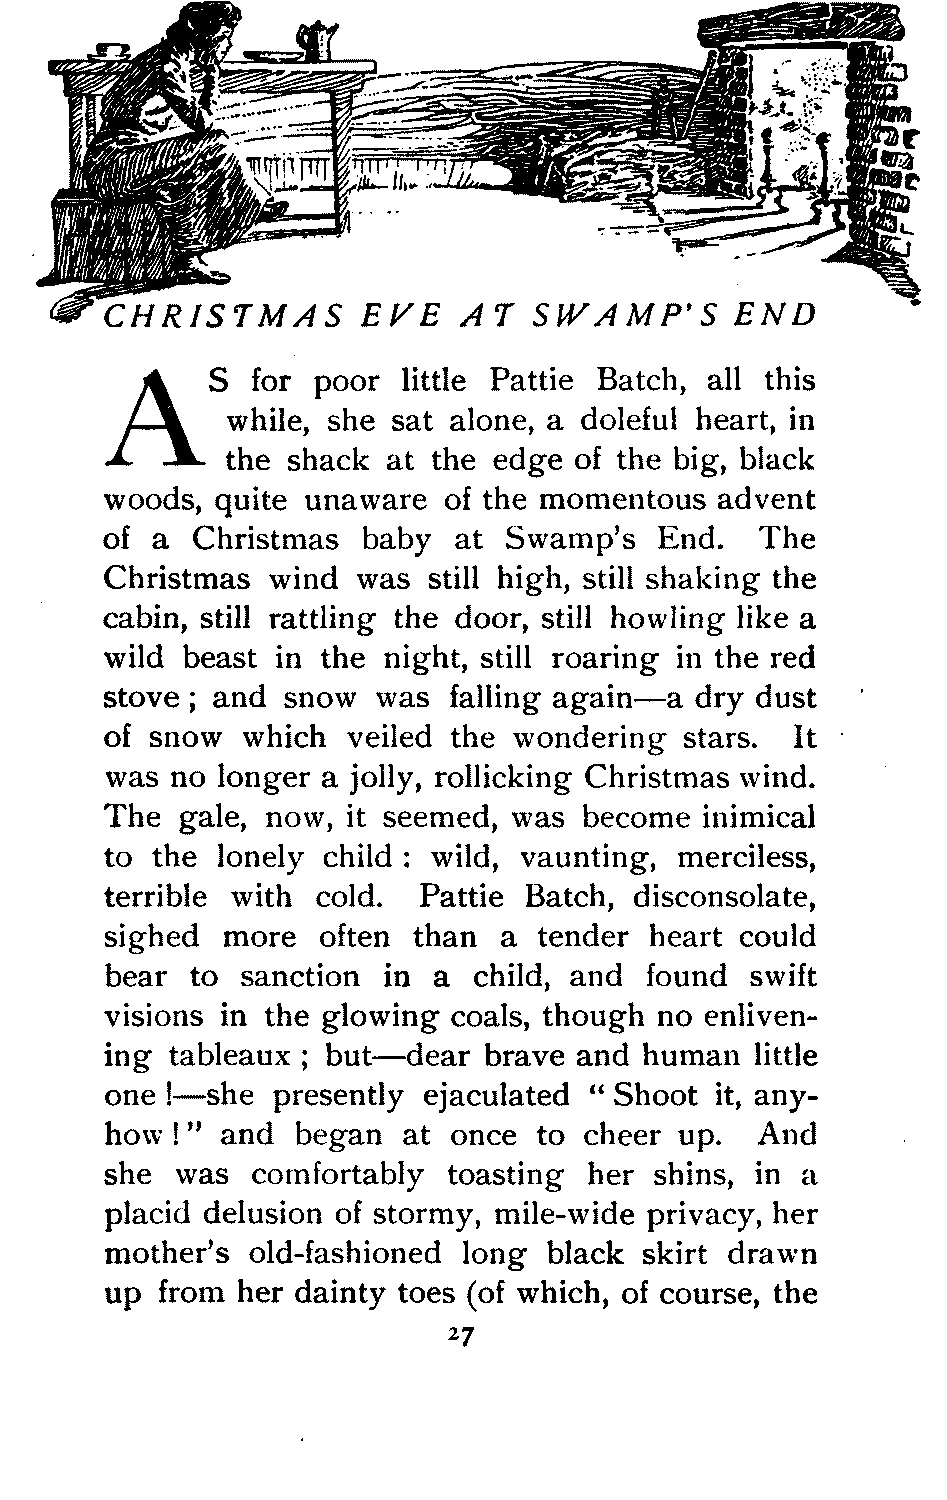 CHRISTMAS EVE AT SWAMP'S END
AS for poor little Pattie Batch, all this
while, she sat alone, a doleful heart, in
the shack at the edge of the big, black
woods, quite unaware of the momentous advent
of a Christmas baby at Swamp's End. The
Christmas wind was still high, still shaking the
cabin, still rattling the door, still howling like a
wild beast in the night, still roaring in the red
stove ; and snow was falling again—a dry dust
of snow which veiled the wondering stars. It
was no longer a jolly, rollicking Christmas wind.
The gale, now, it seemed, was become inimical
to the lonely child : wild, vaunting, merciless,
terrible with cold. Pattie Batch, disconsolate,
sighed more often than a tender heart could
bear to sanction in a child, and found swift
visions in the glowing coals, though no enliven-
ing tableaux ; but—dear brave and human little
one !—she presently ejaculated “ Shoot it, any-
how ! ” and began at once to cheer up. And
she was comfortably toasting her shins, in a
placid delusion of stormy, mile-wide privacy, her
mother's old-fashioned long black skirt drawn
up from her dainty toes (of which, of course, the
27